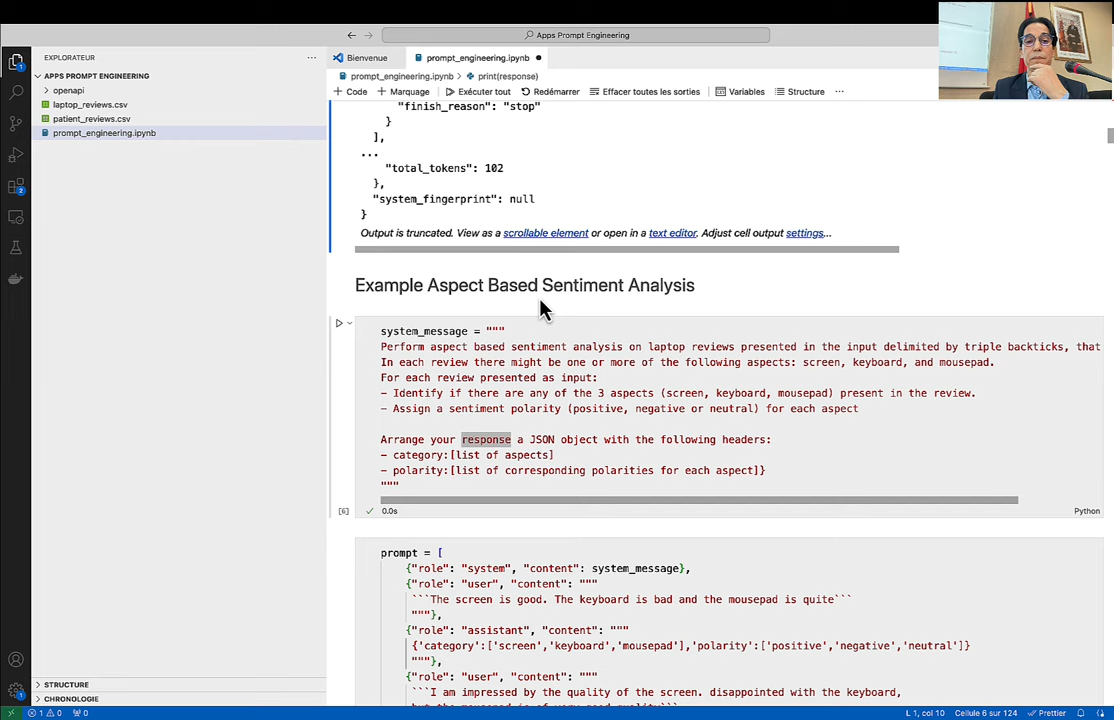 Apps Prompt Engineering
EXPLORATEUR
APPS PROMPT ENGINEERING
openapi
laptop_reviews.csv
patient_reviews.csv
prompt_engineering.ipynb
STRUCTURE
CHRONOLOGIE
Bienvenue
prompt_engineering.ipynb
prompt_engineering.ipynb > print(response)
+ Code + Marquage Exécuter tout Redémarrer Effacer toutes les sorties Variables Structure ...
"finish_reason": "stop"
}
],
...
"total_tokens": 102
},
"system_fingerprint": null
}
Output is truncated. View as a scrollable element or open in a text editor. Adjust cell output settings...
Example Aspect Based Sentiment Analysis
system_message = """
Perform aspect based sentiment analysis on laptop reviews presented in the input delimited by triple backticks, that
In each review there might be one or more of the following aspects: screen, keyboard, and mousepad.
For each review presented as input:
- Identify if there are any of the 3 aspects (screen, keyboard, mousepad) present in the review.
- Assign a sentiment polarity (positive, negative or neutral) for each aspect
Arrange your response a JSON object with the following headers:
- category:[list of aspects]
- polarity:[list of corresponding polarities for each aspect]}
"""
[6] 0.0s Python
prompt = [
{"role": "system", "content": system_message},
{"role": "user", "content": """
```The screen is good. The keyboard is bad and the mousepad is quite```
"""},
{"role": "assistant", "content": """
{'category':['screen','keyboard','mousepad'],'polarity':['positive','negative','neutral']}
"""},
{"role": "user", "content": """
```I am impressed by the quality of the screen. disappointed with the keyboard,
1 0 0 L 1, col 10 Cellule 6 sur 124 Prettier